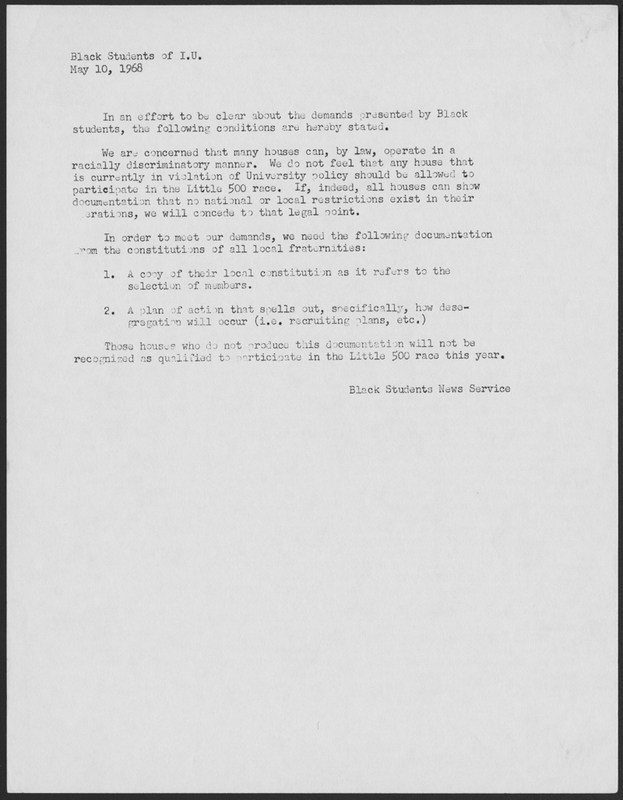 Black Students of I.U.
May 10, 1968
In an effort to be clear about the demands presented by Black
students, the following conditions are hereby stated.
We are concerned that many houses can, by law, operate in a
racially discriminatory manner. We do not feel that any house that
is currently in violation of University policy should be allowed to
participate in the Little 500 race. If, indeed, all houses can show
documentation that no national or local restrictions exist in their
operations, we will concede to that legal point.
In order to meet our demands, we need the following documentation
from the constitutions of all local fraternities:
1. A copy of their local constitution as it refers to the
selection of members.
2. A plan of action that spells out, specifically, how dese-
gregation will occur (i.e. recruiting plans, etc.)
Those houses who do not produce this documentation will not be
recognized as qualified to participate in the Little 500 race this year.
Black Students News Service